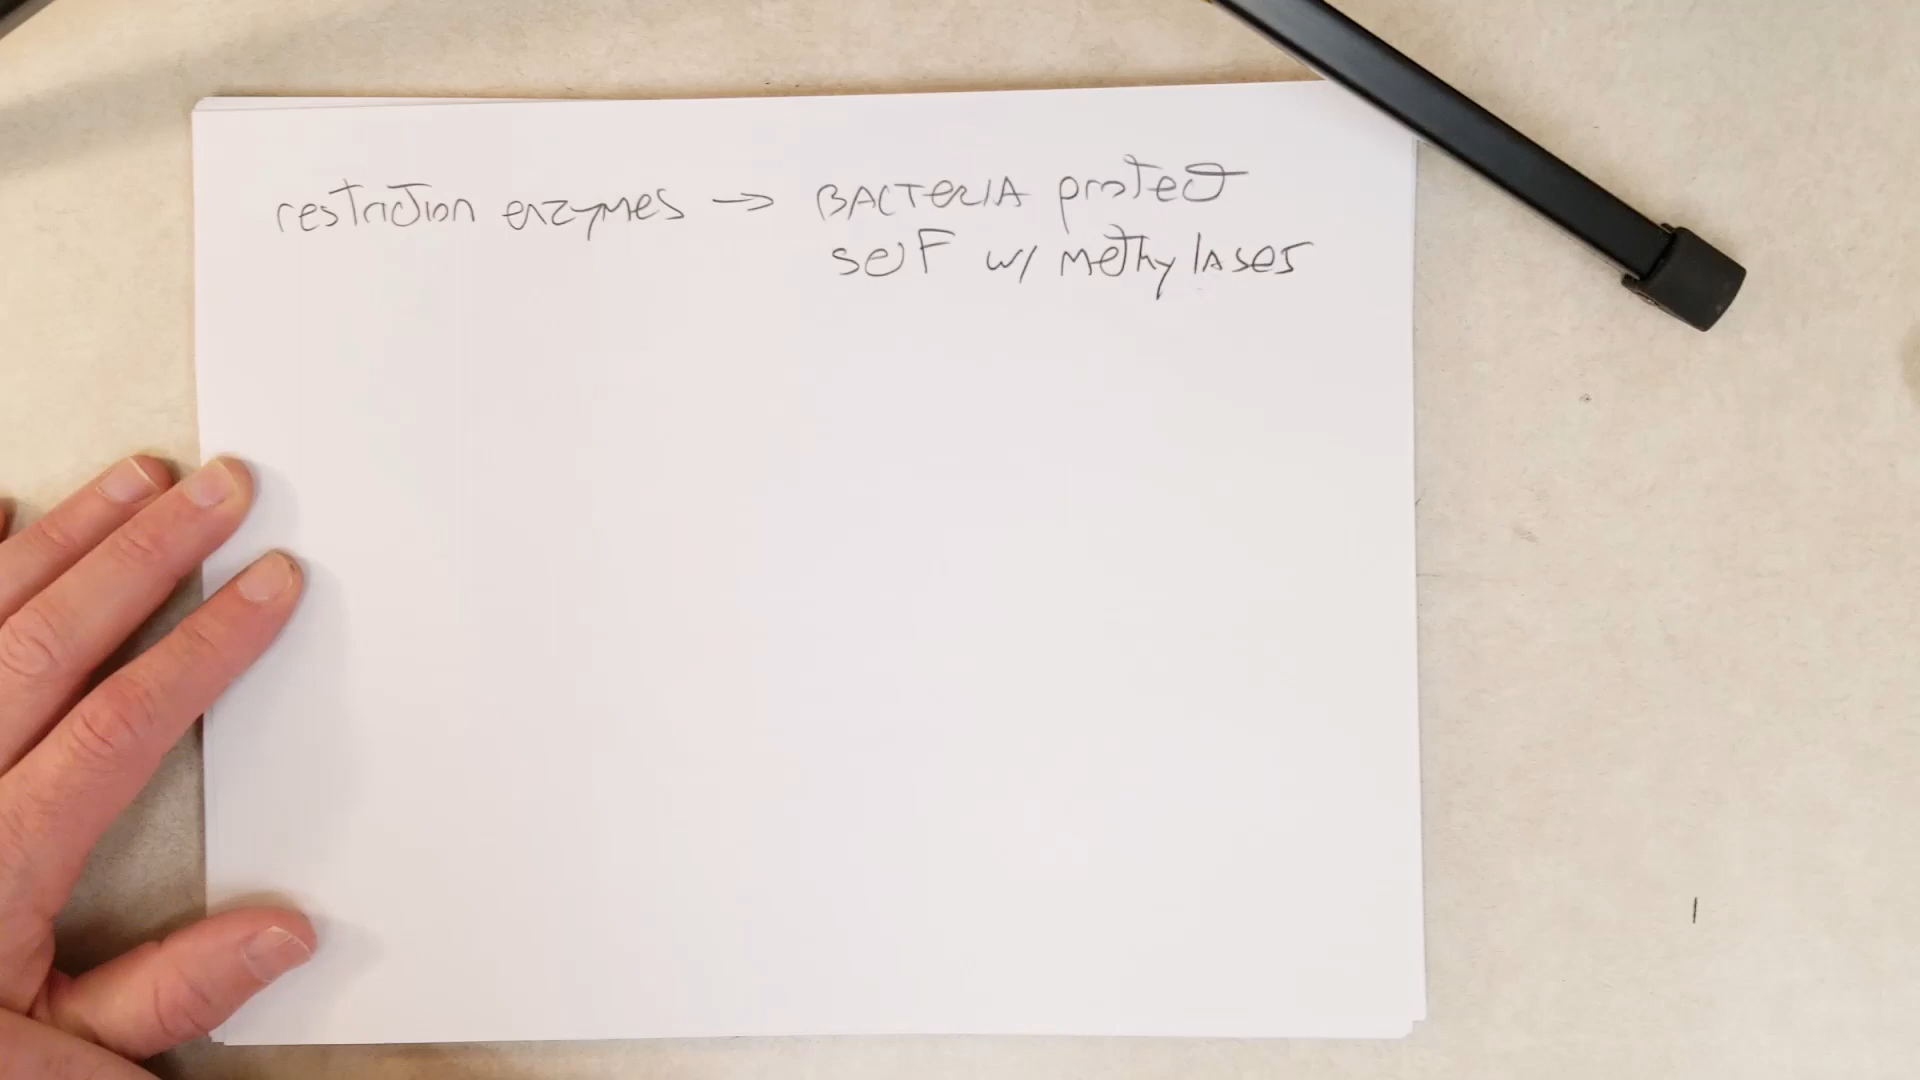 restriction enzymes → BACTERIA protect
self w/ methylases